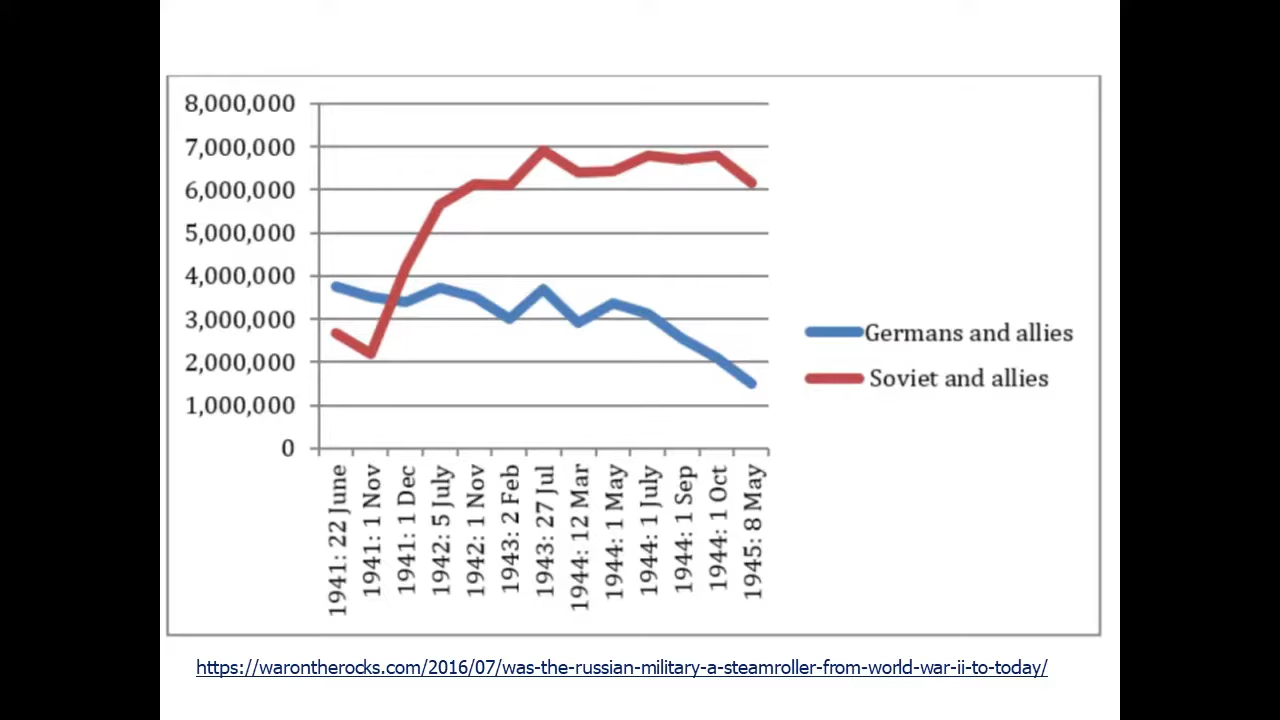 8,000,000
7,000,000
6,000,000
5,000,000
4,000,000
3,000,000
2,000,000
1,000,000
0
1941: 22 June
1941: 1 Nov
1941: 1 Dec
1942: 5 July
1942: 1 Nov
1943: 2 Feb
1943: 27 Jul
1944: 12 Mar
1944: 1 May
1944: 1 July
1944: 1 Sep
1944: 1 Oct
1945: 8 May
Germans and allies
Soviet and allies
https://warontherocks.com/2016/07/was-the-russian-military-a-steamroller-from-world-war-ii-to-today/